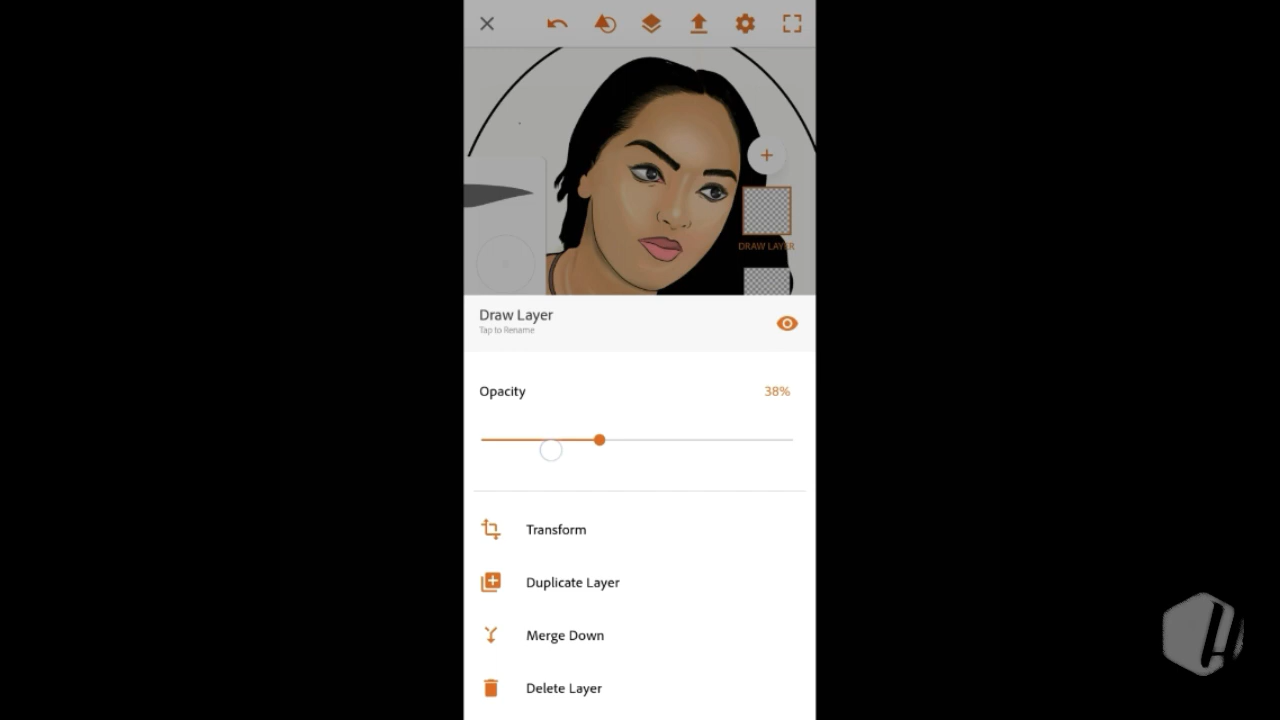 DRAW LAYER
Draw Layer
Tap to Rename
Opacity
38%
Transform
Duplicate Layer
Merge Down
Delete Layer